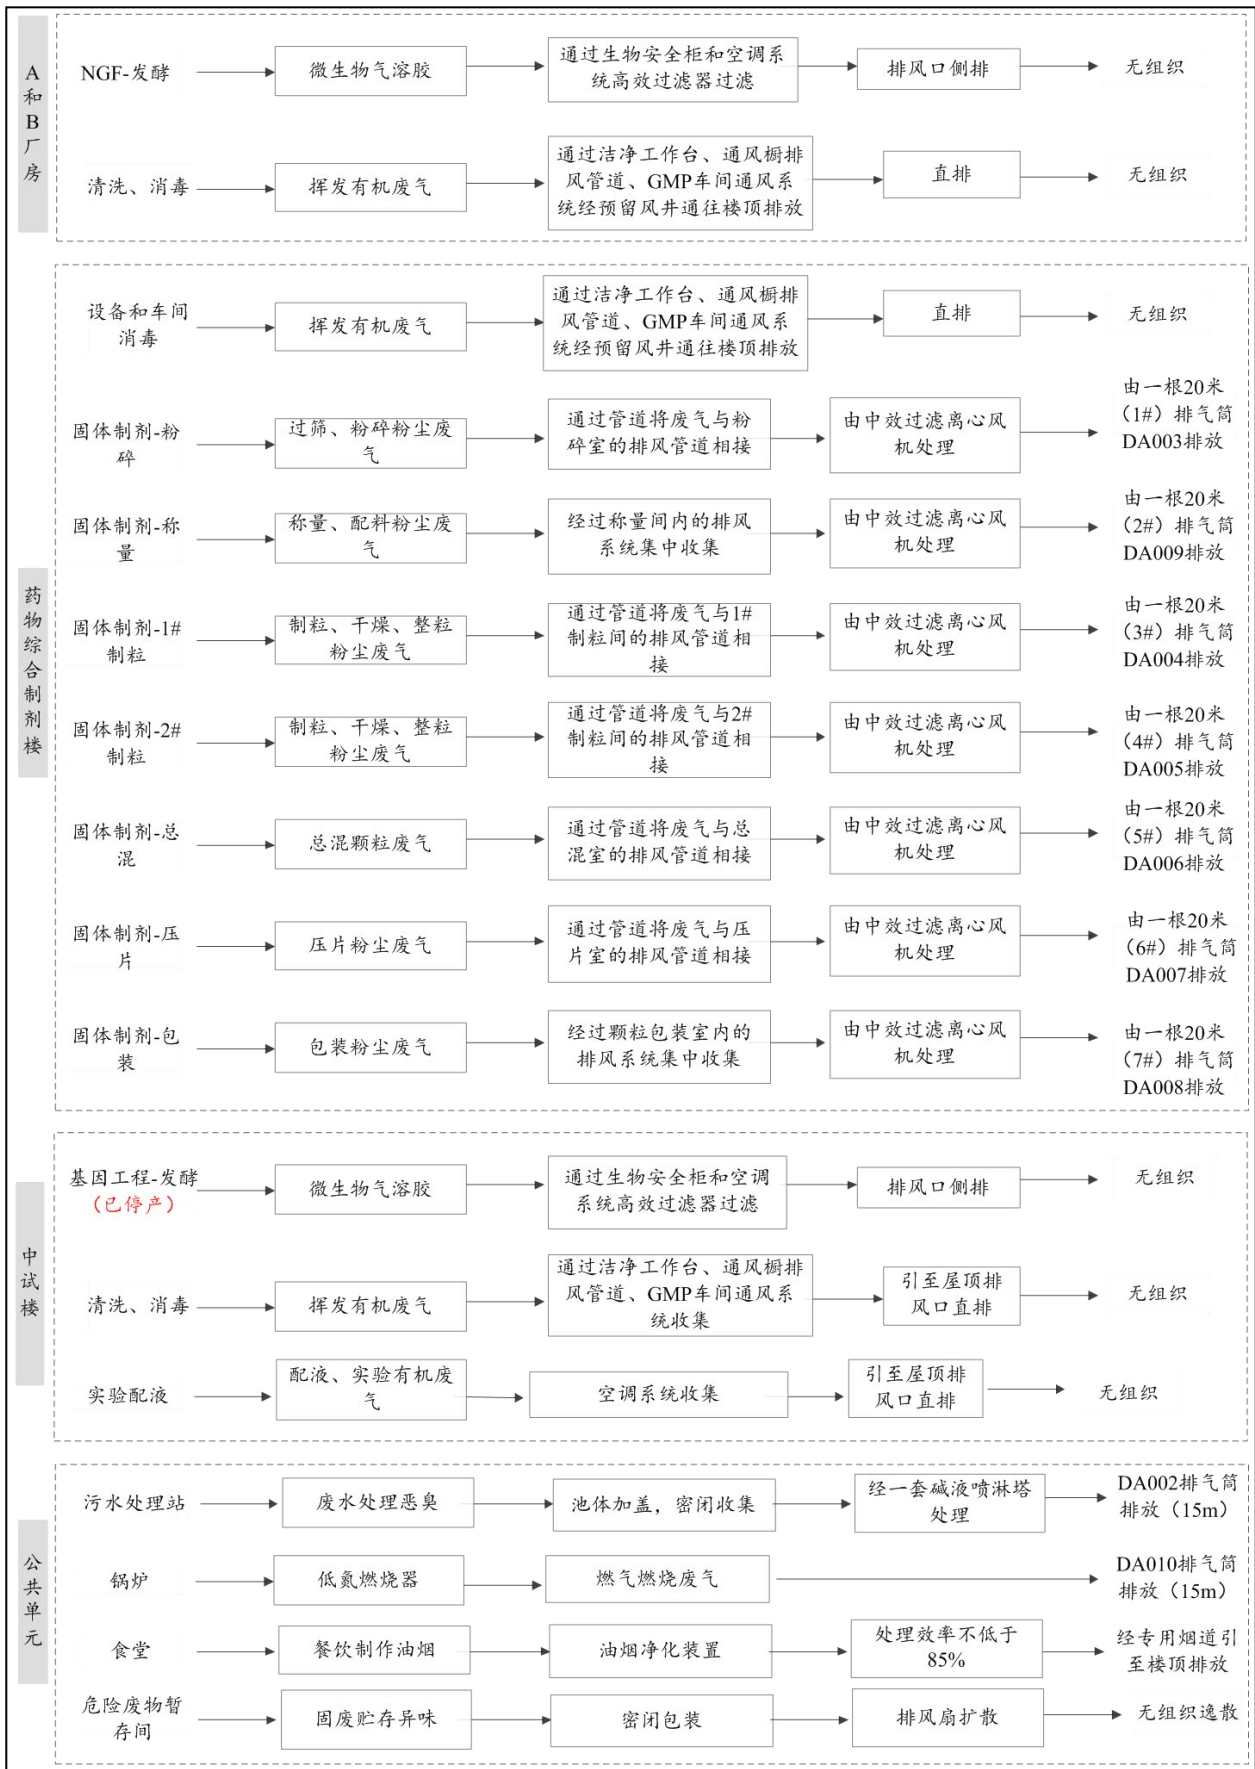 A
和
B
厂
房
NGF-发酵
微生物气溶胶
通过生物安全柜和空调系
统高效过滤器过滤
排风口侧排
无组织
清洗、消毒
挥发有机废气
通过洁净工作台、通风橱排
风管道、GMP车间通风系
统经预留风井通往楼顶排放
直排
无组织
药
物
综
合
制
剂
楼
设备和车间
消毒
挥发有机废气
通过洁净工作台、通风橱排
风管道、GMP车间通风系
统经预留风井通往楼顶排放
直排
无组织
固体制剂-粉
碎
过筛、粉碎粉尘废
气
通过管道将废气与粉
碎室的排风管道相接
由中效过滤离心风
机处理
由一根20米
（1#）排气筒
DA003排放
固体制剂-称
量
称量、配料粉尘废
气
经过称量间内的排风
系统集中收集
由中效过滤离心风
机处理
由一根20米
（2#）排气筒
DA009排放
固体制剂-1#
制粒
制粒、干燥、整粒
粉尘废气
通过管道将废气与1#
制粒间的排风管道相
接
由中效过滤离心风
机处理
由一根20米
（3#）排气筒
DA004排放
固体制剂-2#
制粒
制粒、干燥、整粒
粉尘废气
通过管道将废气与2#
制粒间的排风管道相
接
由中效过滤离心风
机处理
由一根20米
（4#）排气筒
DA005排放
固体制剂-总
混
总混颗粒废气
通过管道将废气与总
混室的排风管道相接
由中效过滤离心风
机处理
由一根20米
（5#）排气筒
DA006排放
固体制剂-压
片
压片粉尘废气
通过管道将废气与压
片室的排风管道相接
由中效过滤离心风
机处理
由一根20米
（6#）排气筒
DA007排放
固体制剂-包
装
包装粉尘废气
经过颗粒包装室内的
排风系统集中收集
由中效过滤离心风
机处理
由一根20米
（7#）排气筒
DA008排放
中
试
楼
基因工程-发酵
（已停产）
微生物气溶胶
通过生物安全柜和空调
系统高效过滤器过滤
排风口侧排
无组织
清洗、消毒
挥发有机废气
通过洁净工作台、通风橱排
风管道、GMP车间通风系
统收集
引至屋顶排
风口直排
无组织
实验配液
配液、实验有机废
气
空调系统收集
引至屋顶排
风口直排
无组织
公
共
单
元
污水处理站
废水处理恶臭
池体加盖，密闭收集
经一套碱液喷淋塔
处理
DA002排气筒
排放（15m）
锅炉
低氮燃烧器
燃气燃烧废气
DA010排气筒
排放（15m）
食堂
餐饮制作油烟
油烟净化装置
处理效率不低于
85%
经专用烟道引
至楼顶排放
危险废物暂
存间
固废贮存异味
密闭包装
排风扇扩散
无组织逸散